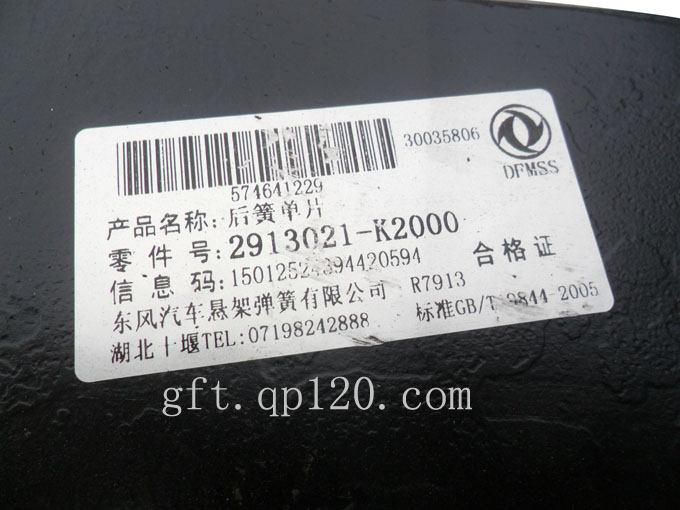 30035806
DFMSS
574641229
产品名称: 后簧单片
零件号: 2913021-K2000
信息码: 15012524394420594
合格证
东风汽车悬架弹簧有限公司 R7913
湖北十堰TEL:07198242888 标准GB/T 9844-2005
gft.qp120.com